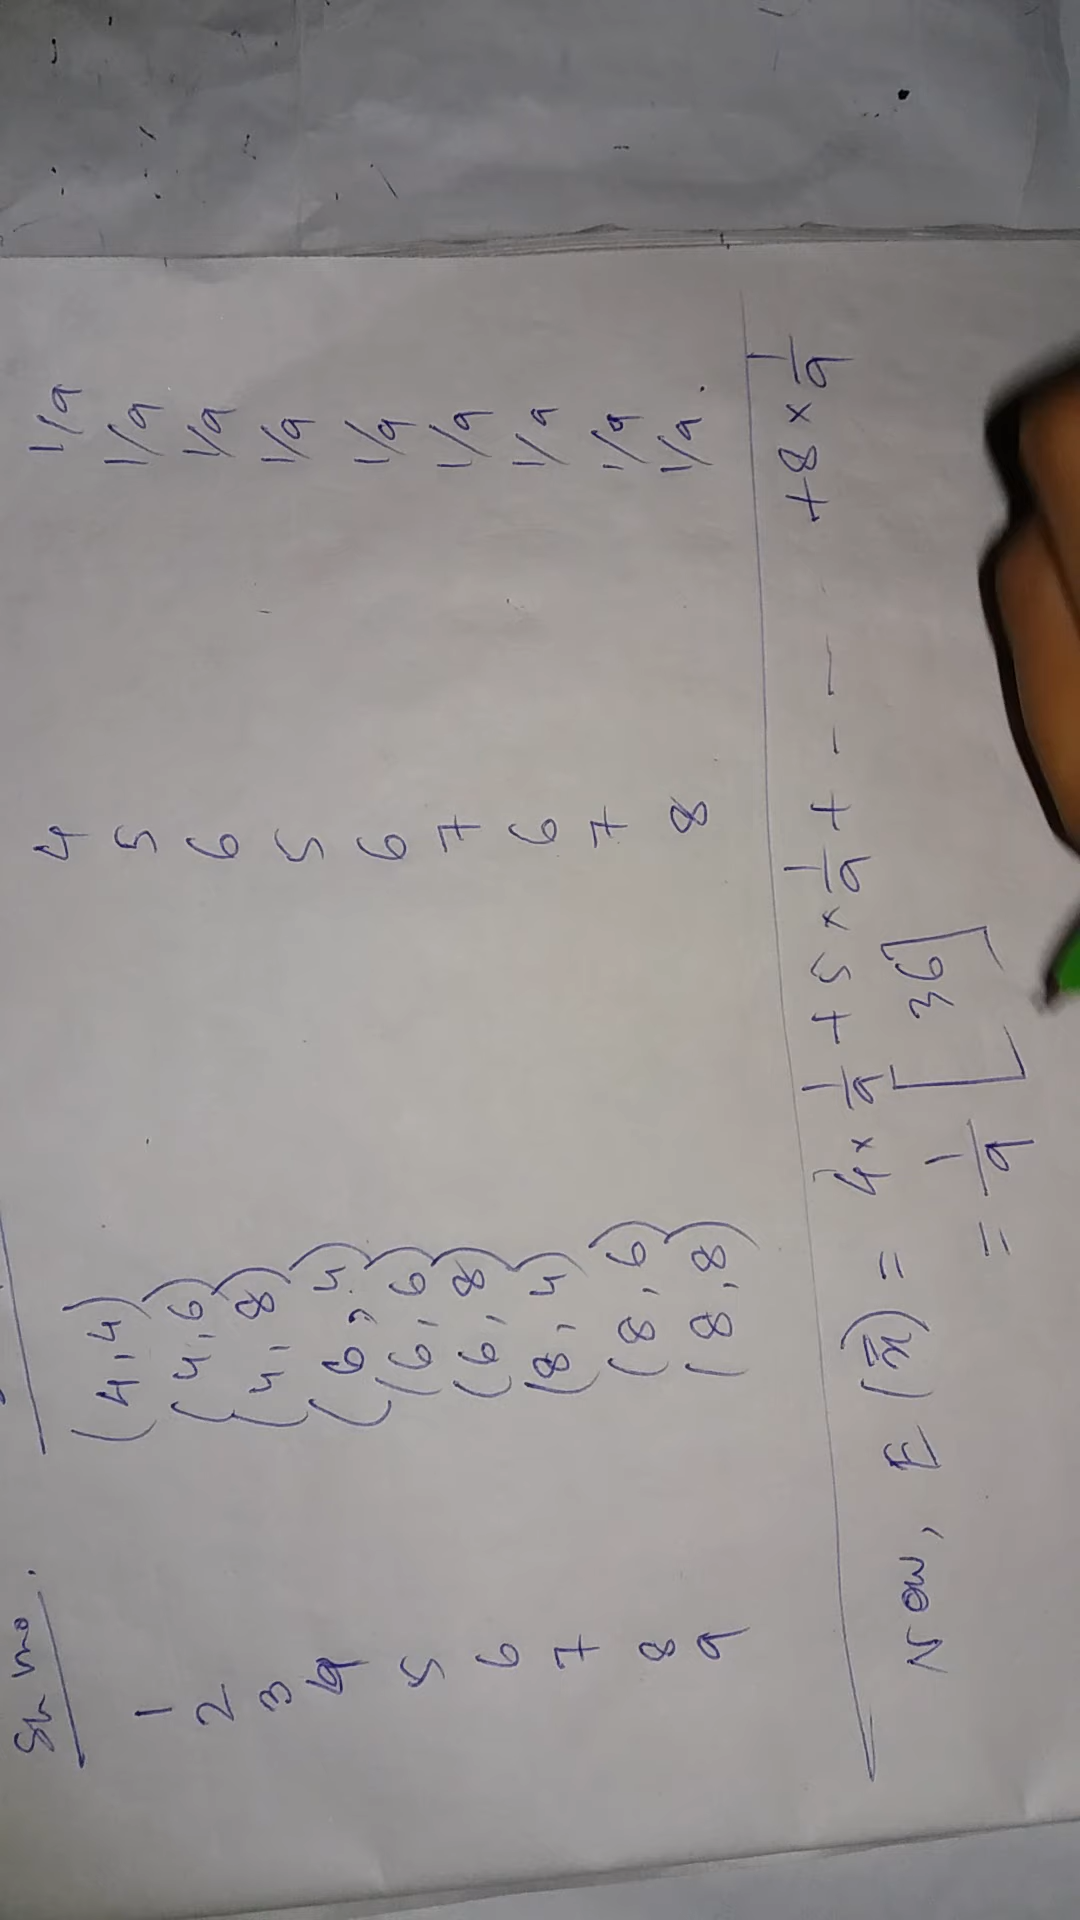 Sl no.
1 (4,4) 4 1/9
2 (4,6) 5 1/9
3 (4,8) 6 1/9
4 (6,4) 5 1/9
5 (6,6) 6 1/9
6 (6,8) 7 1/9
7 (8,4) 6 1/9
8 (8,6) 7 1/9
9 (8,8) 8 1/9.
Now, E(x̄) = 4 × 1/9 + 5 × 1/9 + - - - +8 × 1/9
= 1/9 [36]